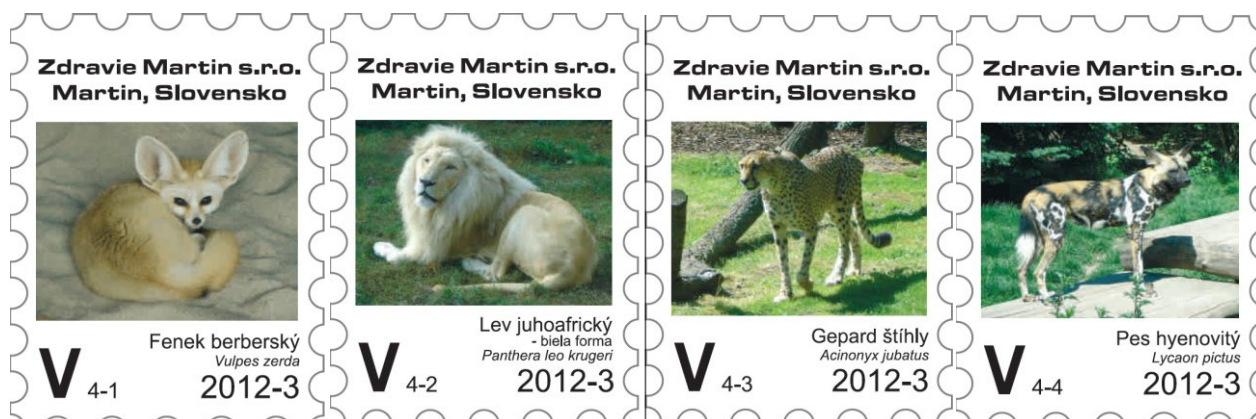 Zdravie Martin s.r.o.
Martin, Slovensko
Fenek berberský
Vulpes zerda
V 4-1 2012-3
Zdravie Martin s.r.o.
Martin, Slovensko
Lev juhoafrický
- biela forma
Panthera leo krugeri
V 4-2 2012-3
Zdravie Martin s.r.o.
Martin, Slovensko
Gepard štíhly
Acinonyx jubatus
V 4-3 2012-3
Zdravie Martin s.r.o.
Martin, Slovensko
Pes hyenovitý
Lycaon pictus
V 4-4 2012-3